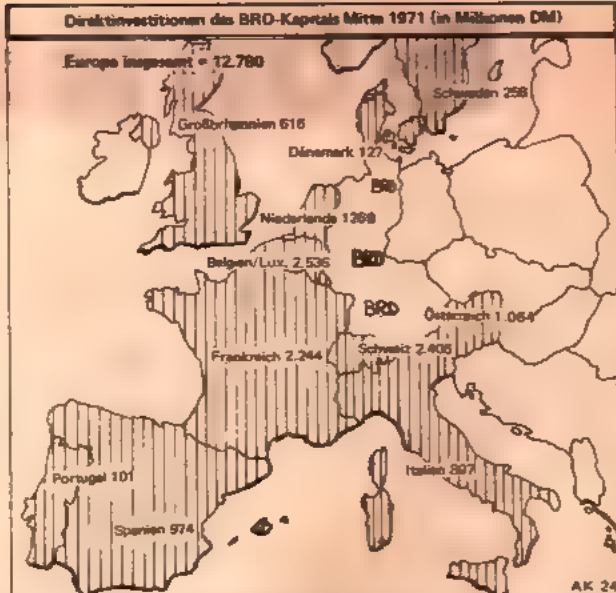 Direktinvestitionen des BRD-Kapitals Mitte 1971 (in Millionen DM)
Europa insgesamt = 12.780
Schweden 258
Großbritannien 616
Dänemark 127
BRD
Niederlande
Belgien/Lux. 2.536
BRD
BRD
Österreich 1.064
Frankreich 2.244
Schweiz 2.406
Portugal 101
Italien 897
Spanien 974
AK 24